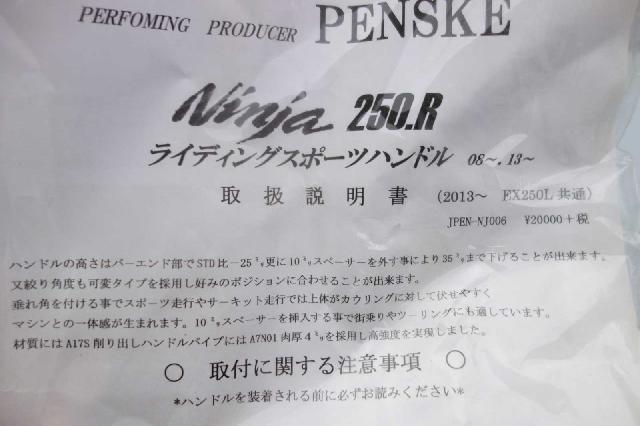 PERFOMING PRODUCER PENSKE
Ninja 250.R
ライディングスポーツハンドル 08～.13～
取扱説明書 (2013～ EX250L 共通)
JPEN-NJ006 ¥20000+税
ハンドルの高さはバーエンド部でSTD比-25㍉更に10㍉スペーサーを外す事により35㍉まで下げることが出来ます。
又絞り角度も可変タイプを採用し好みのポジションに合わせることが出来ます。
垂れ角を付ける事でスポーツ走行やサーキット走行では上体がカウリングに対して伏せやすく
マシンとの一体感が生まれます。10㍉スペーサーを挿入する事で街乗りやツーリングにも適しています。
材質にはA17S削り出しハンドルパイプにはA7N01肉厚4㍉を採用し高強度を実現しました。
○ 取付に関する注意事項 ○
*ハンドルを装着される前に必ずお読みください*